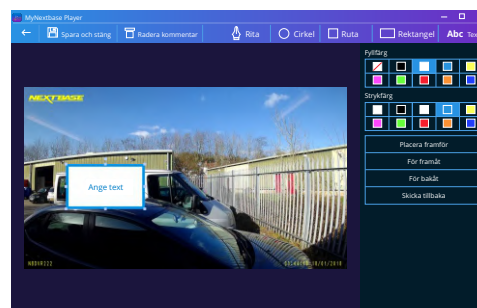 MyNextbase Player
Spara och stäng
Radera kommentar
Rita
Cirkel
Ruta
Rektangel
Abc
Fyllfärg
Strykfärg
Placera framför
För framåt
För bakåt
Skicka tillbaka
NEXTBASE
Ange text